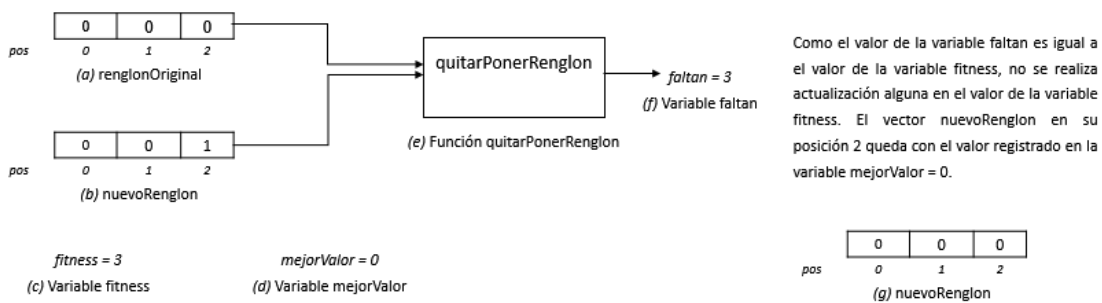 0 0 0
pos 0 1 2
(a) renglonOriginal
0 0 1
pos 0 1 2
(b) nuevoRenglon
fitness = 3
(c) Variable fitness
mejorValor = 0
(d) Variable mejorValor
quitarPonerRenglon
(e) Función quitarPonerRenglon
faltan = 3
(f) Variable faltan
Como el valor de la variable faltan es igual a
el valor de la variable fitness, no se realiza
actualización alguna en el valor de la variable
fitness. El vector nuevoRenglon en su
posición 2 queda con el valor registrado en la
variable mejorValor = 0.
0 0 0
pos 0 1 2
(g) nuevoRenglon